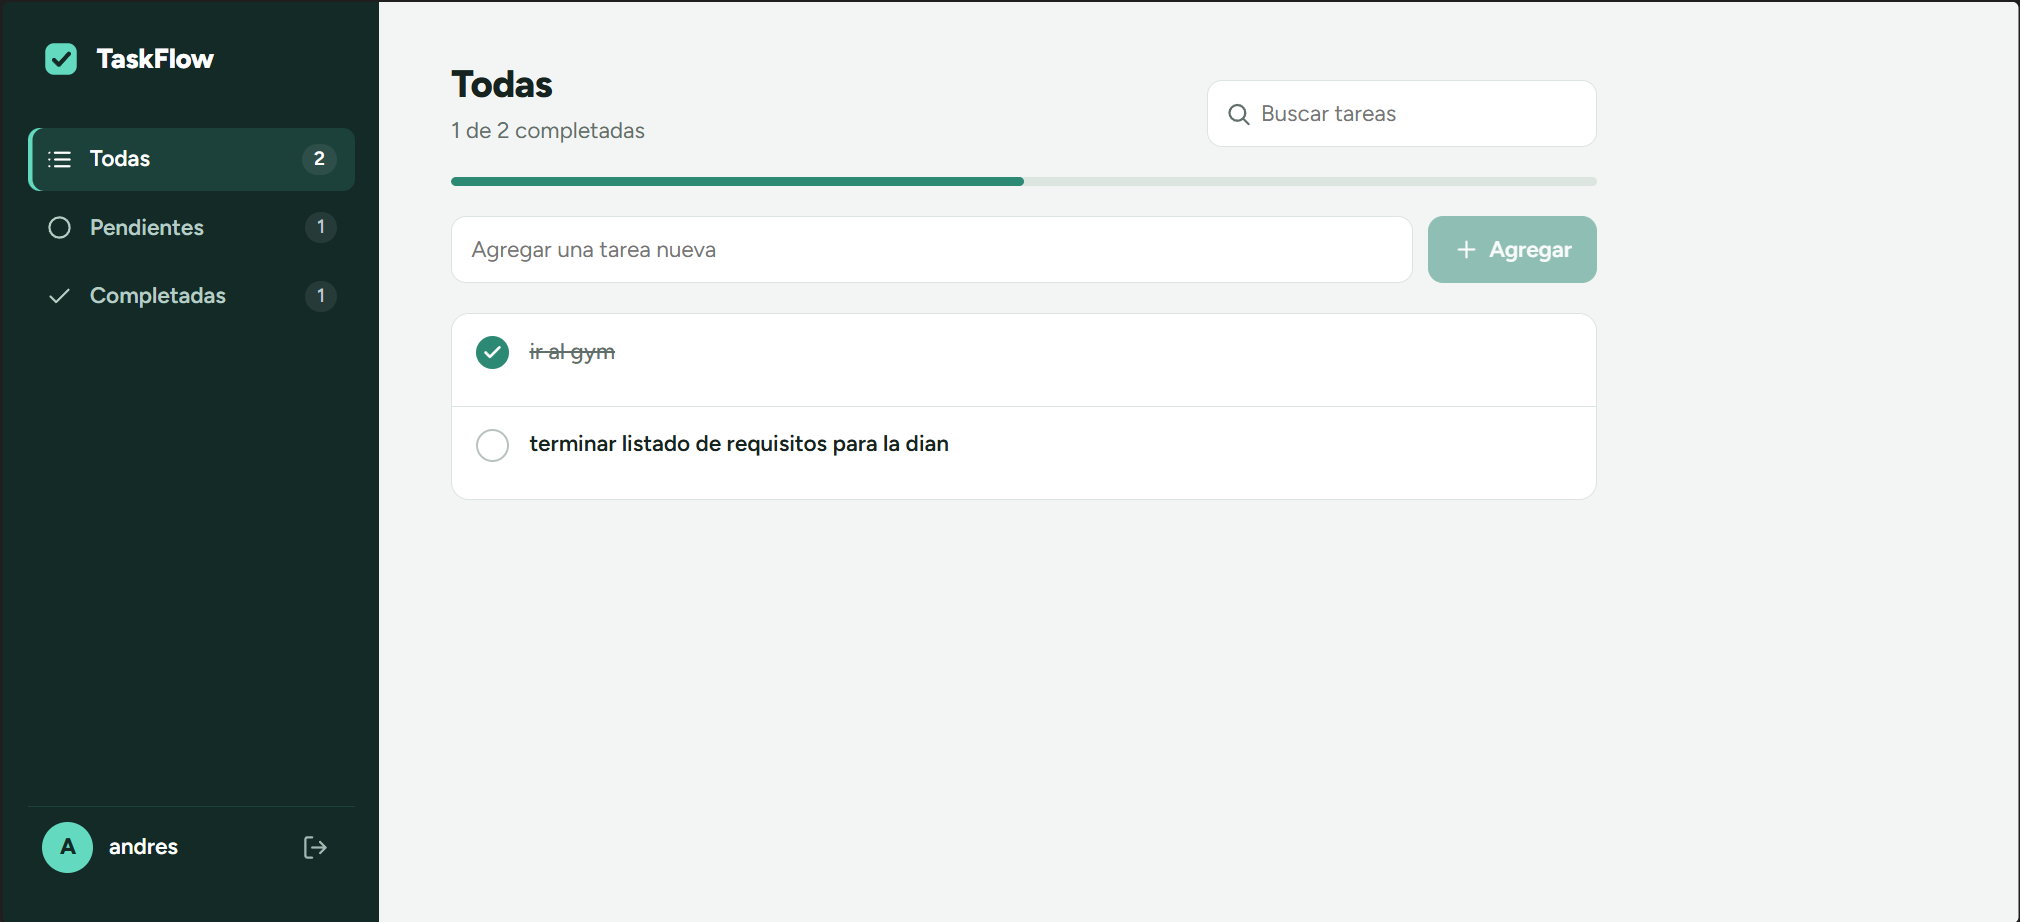 TaskFlow
Todas 2
Pendientes 1
Completadas 1
A andres
Todas
1 de 2 completadas
Buscar tareas
Agregar una tarea nueva
+ Agregar
ir al gym
terminar listado de requisitos para la dian